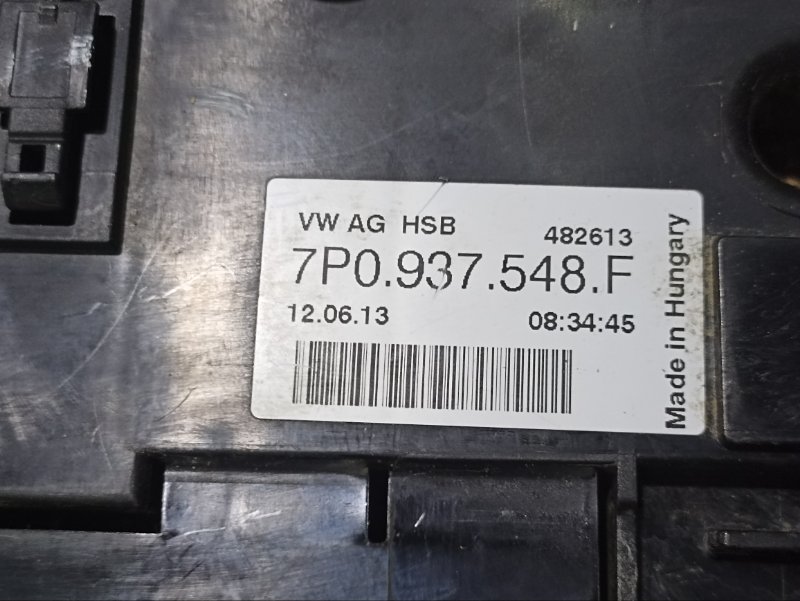 VW AG HSB
482613
7P0.937.548.F
12.06.13
08:34:45
Made in Hungary